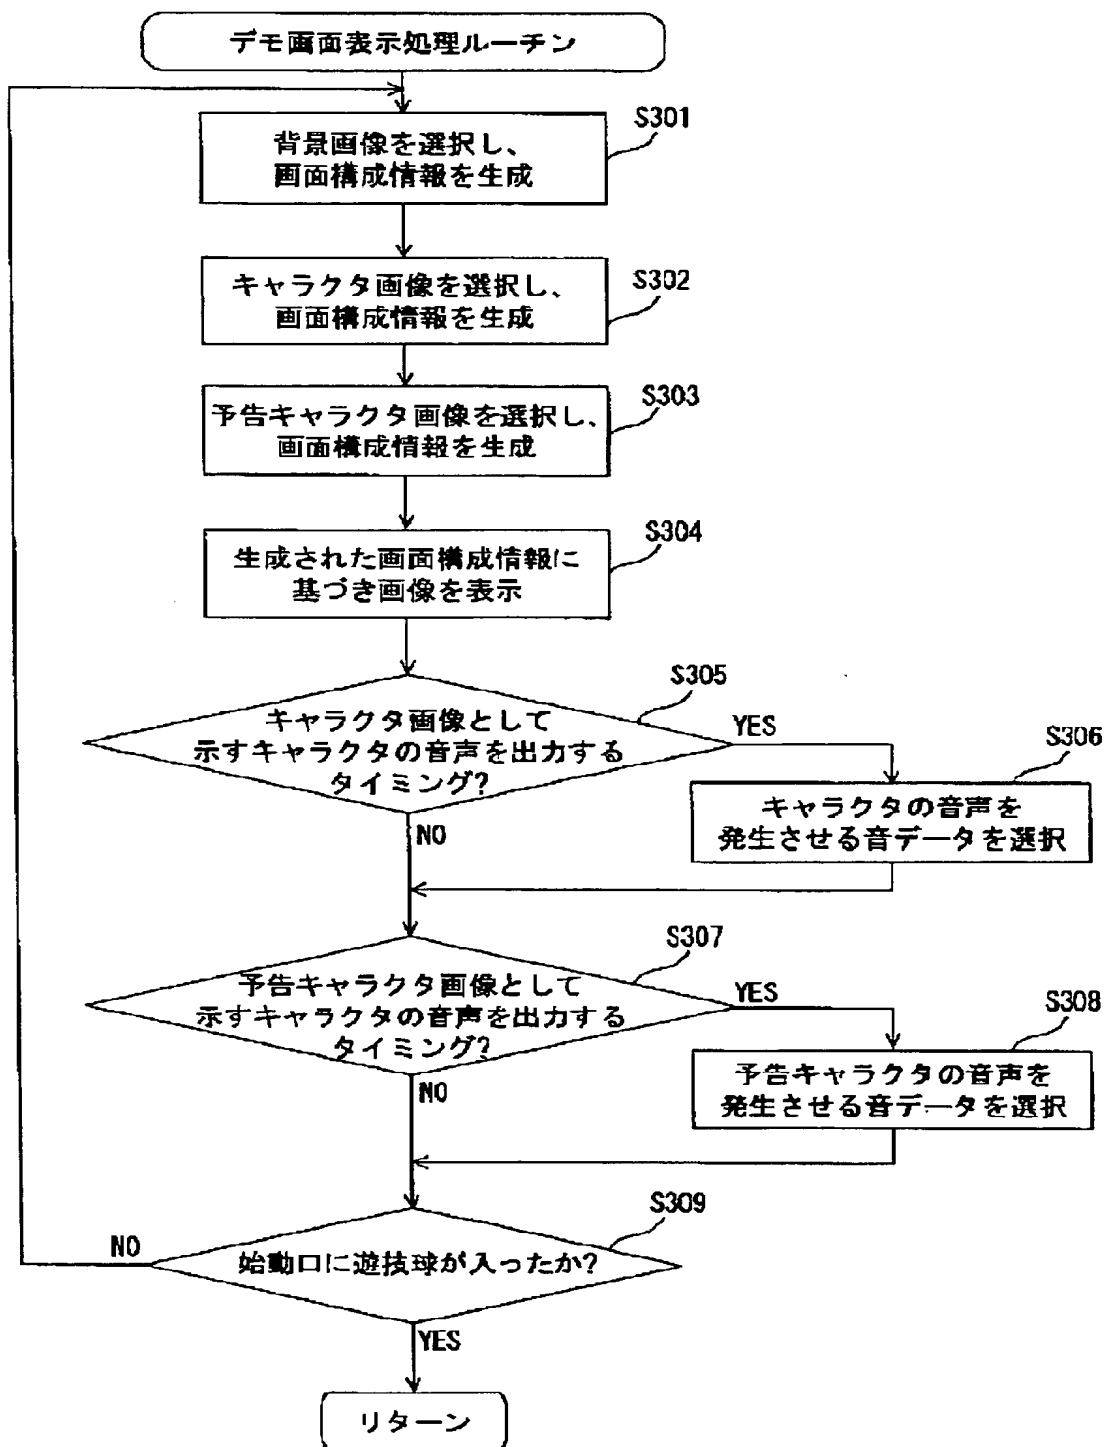 デモ画面表示処理ルーチン
S301
背景画像を選択し、
画面構成情報を生成
S302
キャラクタ画像を選択し、
画面構成情報を生成
S303
予告キャラクタ画像を選択し、
画面構成情報を生成
S304
生成された画面構成情報に
基づき画像を表示
S305
キャラクタ画像として
示すキャラクタの音声を出力する
タイミング?
YES
NO
S306
キャラクタの音声を
発生させる音データを選択
S307
予告キャラクタ画像として
示すキャラクタの音声を出力する
タイミング?
YES
NO
S308
予告キャラクタの音声を
発生させる音データを選択
S309
始動口に遊技球が入ったか?
NO
YES
リターン